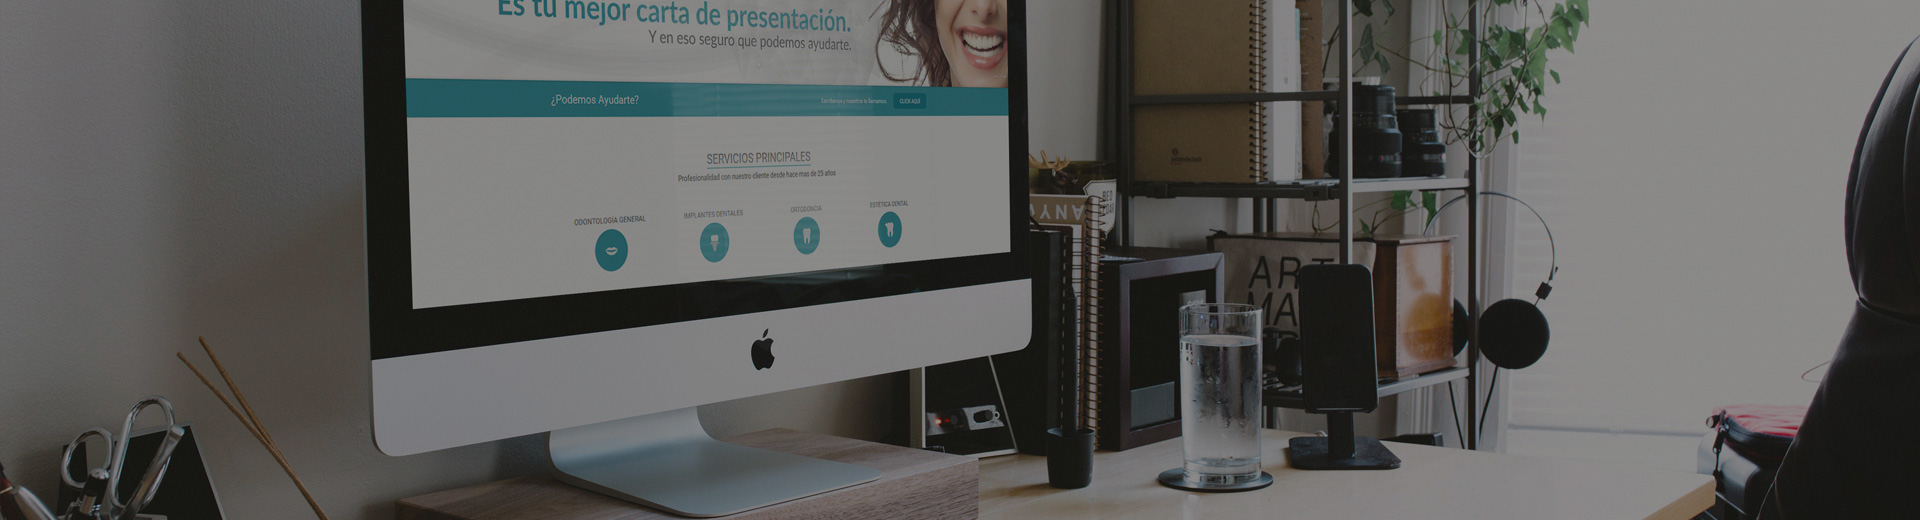 Es tu mejor carta de presentación.
Y en eso seguro que podemos ayudarte.
¿Podemos Ayudarte?
Escríbenos y nosotros te llamamos.
CLICK AQUÍ
SERVICIOS PRINCIPALES
Profesionalidad con nuestro cliente desde hace mas de 25 años
ODONTOLOGÍA GENERAL
IMPLANTES DENTALES
ORTODONCIA
ESTÉTICA DENTAL
ANY
ART
MA